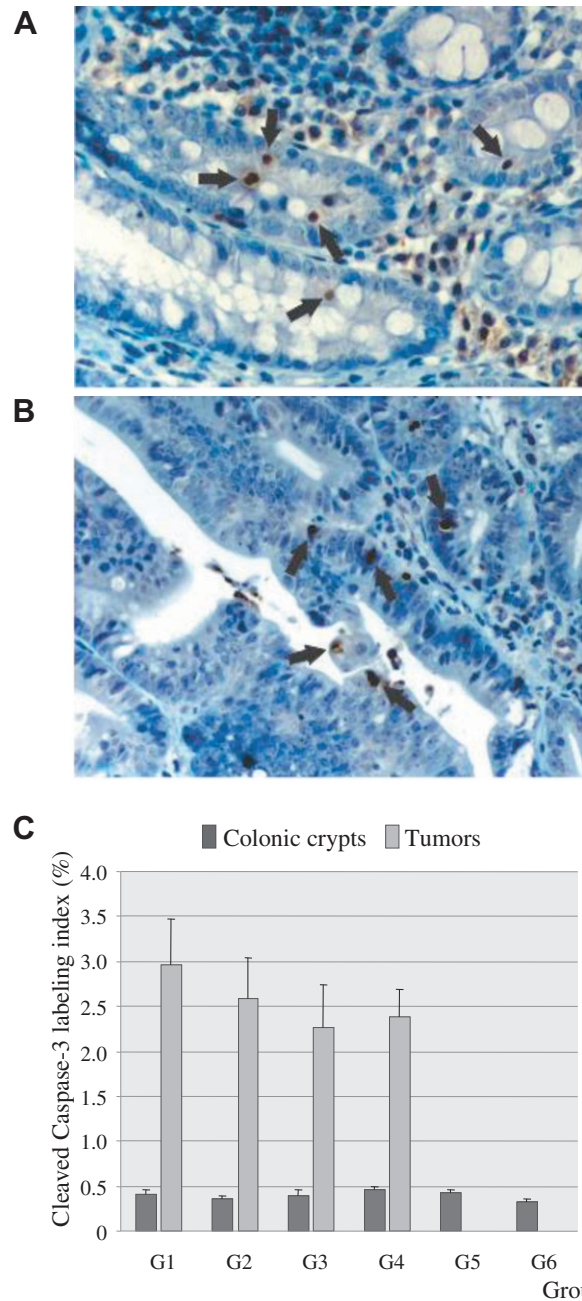 A
B
C
Colonic crypts Tumors
Cleaved Caspase-3 labeling index (%)
4.0
3.5
3.0
2.5
2.0
1.5
1.0
0.5
0
G1 G2 G3 G4 G5 G6
Grou